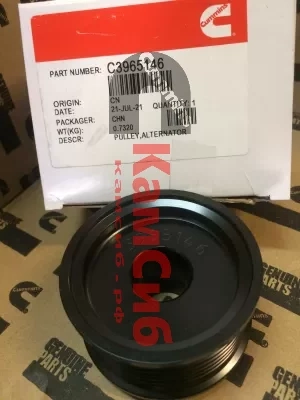 Cummins
PART NUMBER: C3965146
ORIGIN: CN
DATE: 21-JUL-21 QUANTITY: 1
PACKAGER: CHN
WT(KG): 0.7320
DESCR: PULLEY,ALTERNATOR
КамСиб
камсиб-рф
GENUINE
PARTS